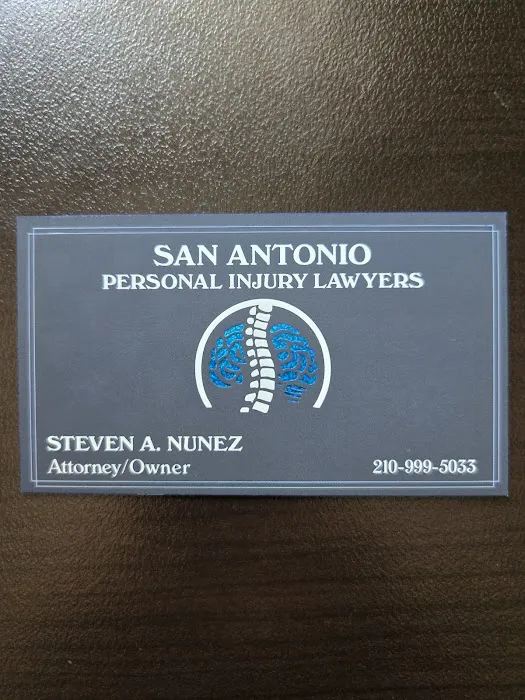 SAN ANTONIO
PERSONAL INJURY LAWYERS
STEVEN A. NUNEZ
Attorney/Owner
210-999-5033